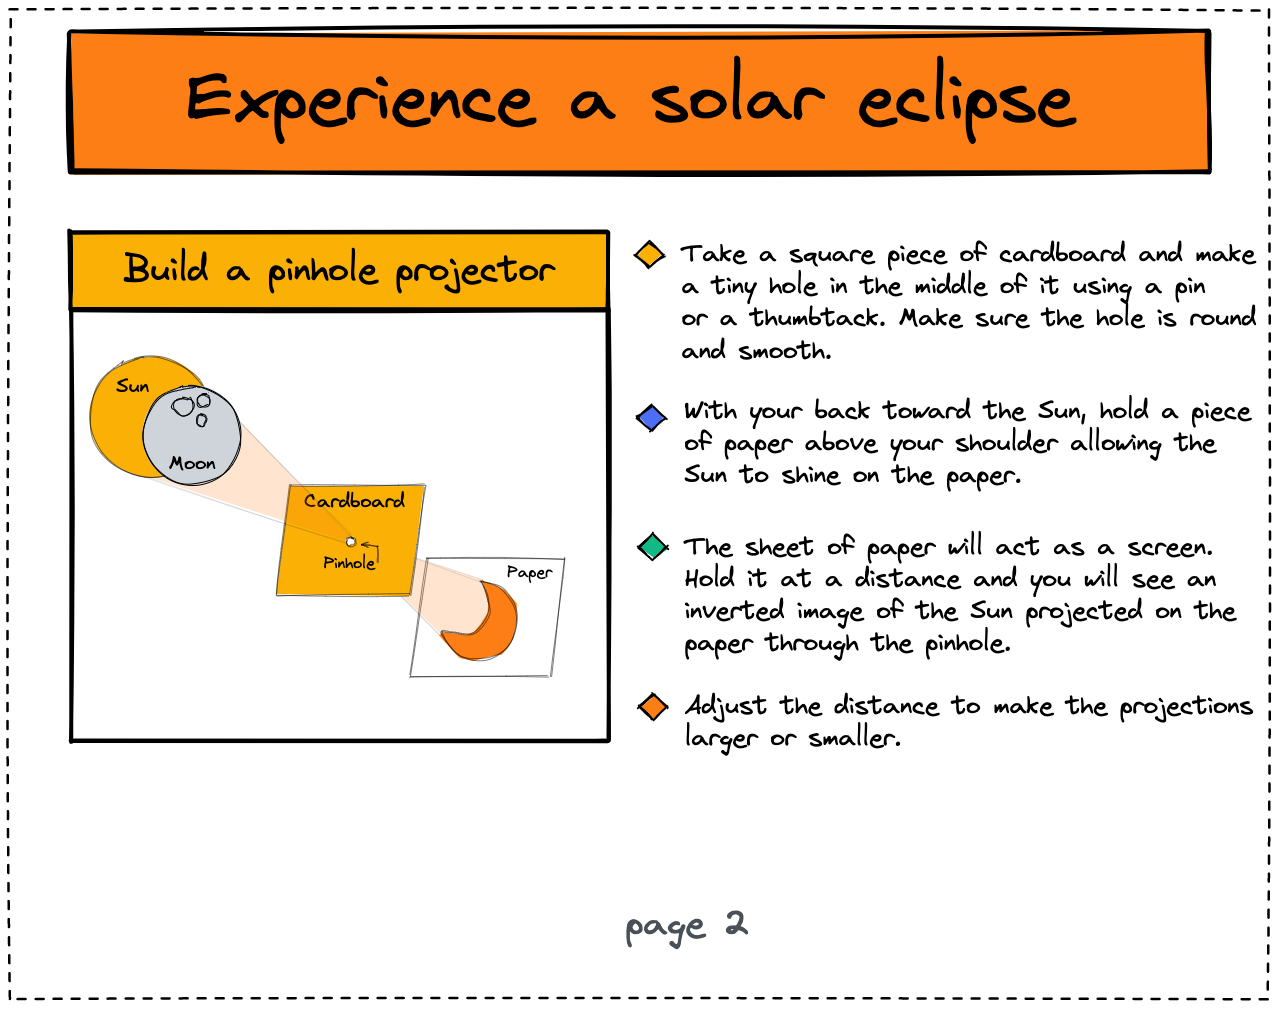 Experience a solar eclipse
Build a pinhole projector
Sun
Moon
Cardboard
Pinhole
Paper
Take a square piece of cardboard and make
a tiny hole in the middle of it using a pin
or a thumbtack. Make sure the hole is round
and smooth.
With your back toward the Sun, hold a piece
of paper above your shoulder allowing the
Sun to shine on the paper.
The sheet of paper will act as a screen.
Hold it at a distance and you will see an
inverted image of the Sun projected on the
paper through the pinhole.
Adjust the distance to make the projections
larger or smaller.
page 2